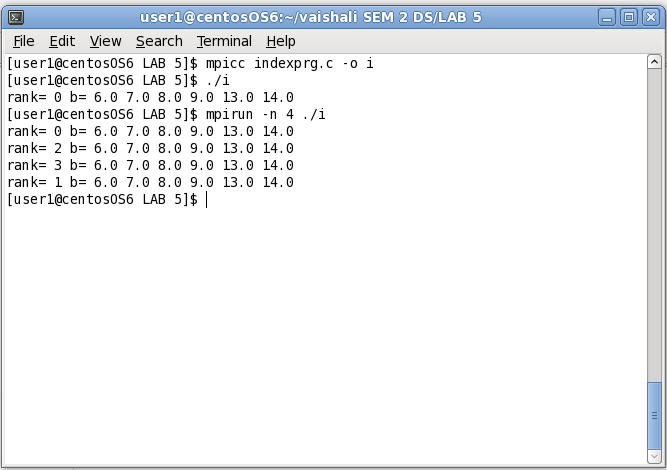 user1@centosOS6:~/vaishali SEM 2 DS/LAB 5
File Edit View Search Terminal Help
[user1@centosOS6 LAB 5]$ mpicc indexprg.c -o i
[user1@centosOS6 LAB 5]$ ./i
rank= 0 b= 6.0 7.0 8.0 9.0 13.0 14.0
[user1@centosOS6 LAB 5]$ mpirun -n 4 ./i
rank= 0 b= 6.0 7.0 8.0 9.0 13.0 14.0
rank= 2 b= 6.0 7.0 8.0 9.0 13.0 14.0
rank= 3 b= 6.0 7.0 8.0 9.0 13.0 14.0
rank= 1 b= 6.0 7.0 8.0 9.0 13.0 14.0
[user1@centosOS6 LAB 5]$